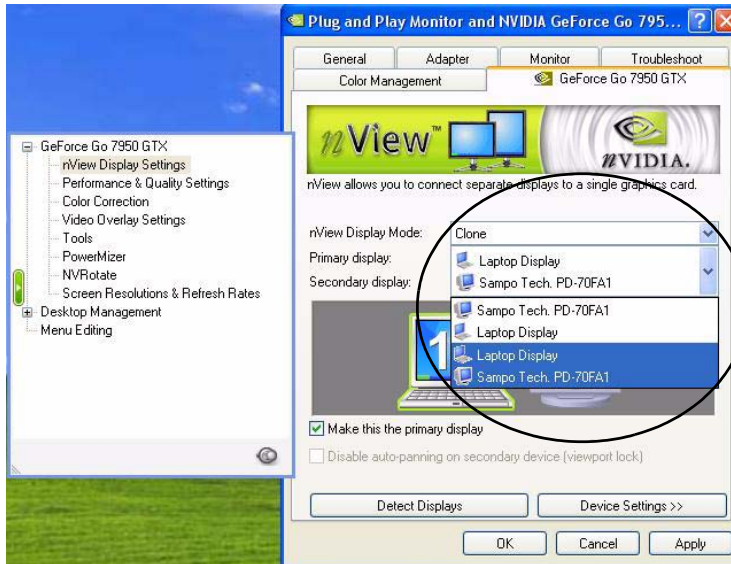 Plug and Play Monitor and NVIDIA GeForce Go 795...
General Adapter Monitor Troubleshoot
Color Management GeForce Go 7950 GTX
nView™
NVIDIA.
nView allows you to connect separate displays to a single graphics card.
GeForce Go 7950 GTX
nView Display Settings
Performance & Quality Settings
Color Correction
Video Overlay Settings
Tools
PowerMizer
NVRotate
Screen Resolutions & Refresh Rates
Desktop Management
Menu Editing
nView Display Mode: Clone
Primary display: Laptop Display
Secondary display: Sampo Tech. PD-70FA1
Sampo Tech. PD-70FA1
Laptop Display
Laptop Display
Sampo Tech. PD-70FA1
1
Make this the primary display
Disable auto-panning on secondary device (viewport lock)
Detect Displays Device Settings >>
OK Cancel Apply